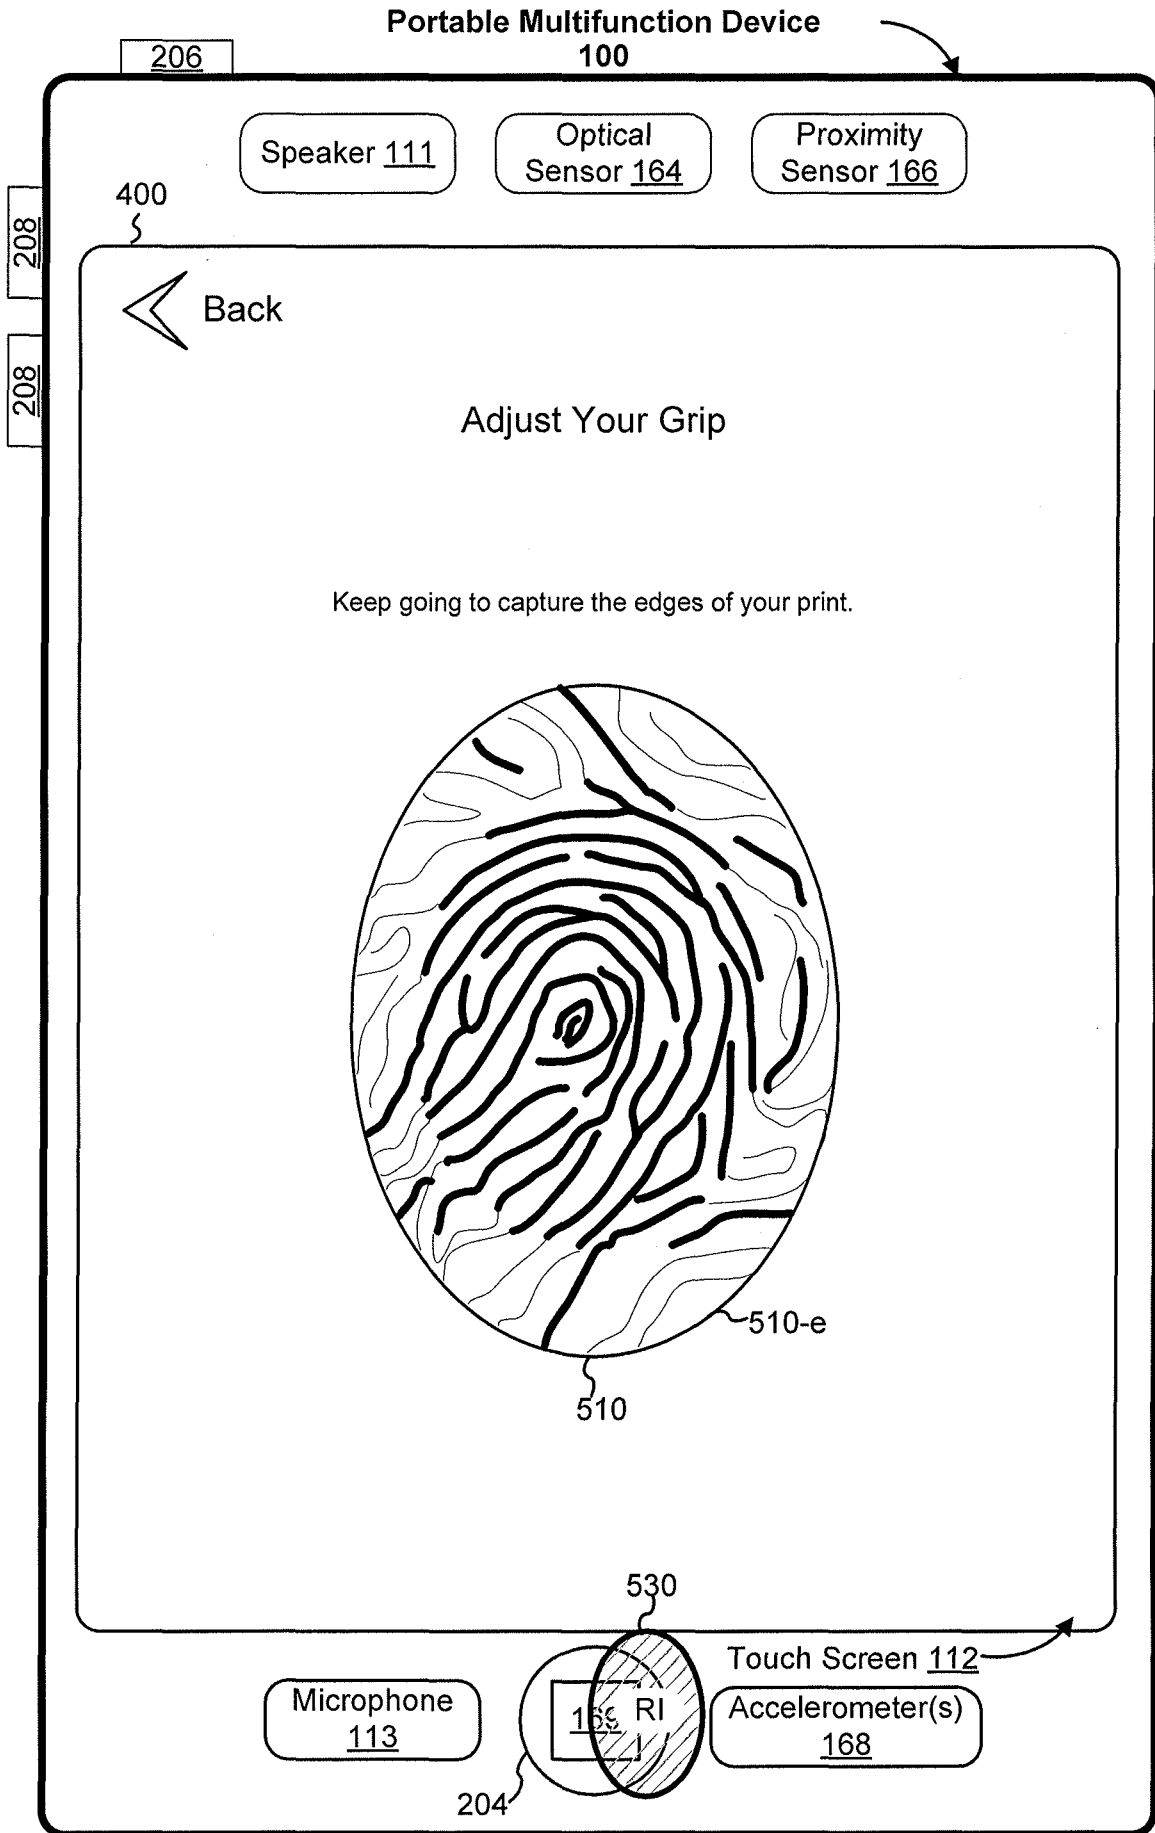 Portable Multifunction Device
100
206
Speaker 111
Optical
Sensor 164
Proximity
Sensor 166
400
208
208
Back
Adjust Your Grip
Keep going to capture the edges of your print.
510-e
510
530
Touch Screen 112
Microphone
113
169
RI
Accelerometer(s)
168
204